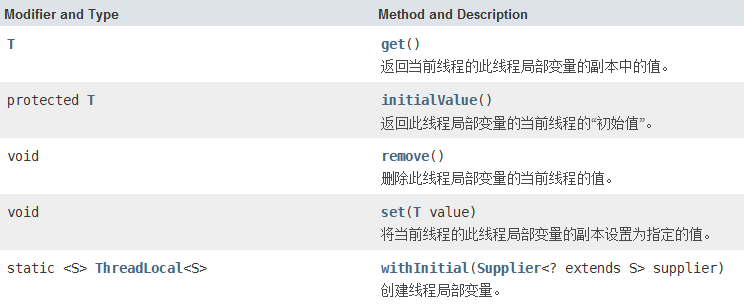 Modifier and Type Method and Description
T get()
返回当前线程的此线程局部变量的副本中的值。
protected T initialValue()
返回此线程局部变量的当前线程的“初始值”。
void remove()
删除此线程局部变量的当前线程的值。
void set(T value)
将当前线程的此线程局部变量的副本设置为指定的值。
static <S> ThreadLocal<S> withInitial(Supplier<? extends S> supplier)
创建线程局部变量。